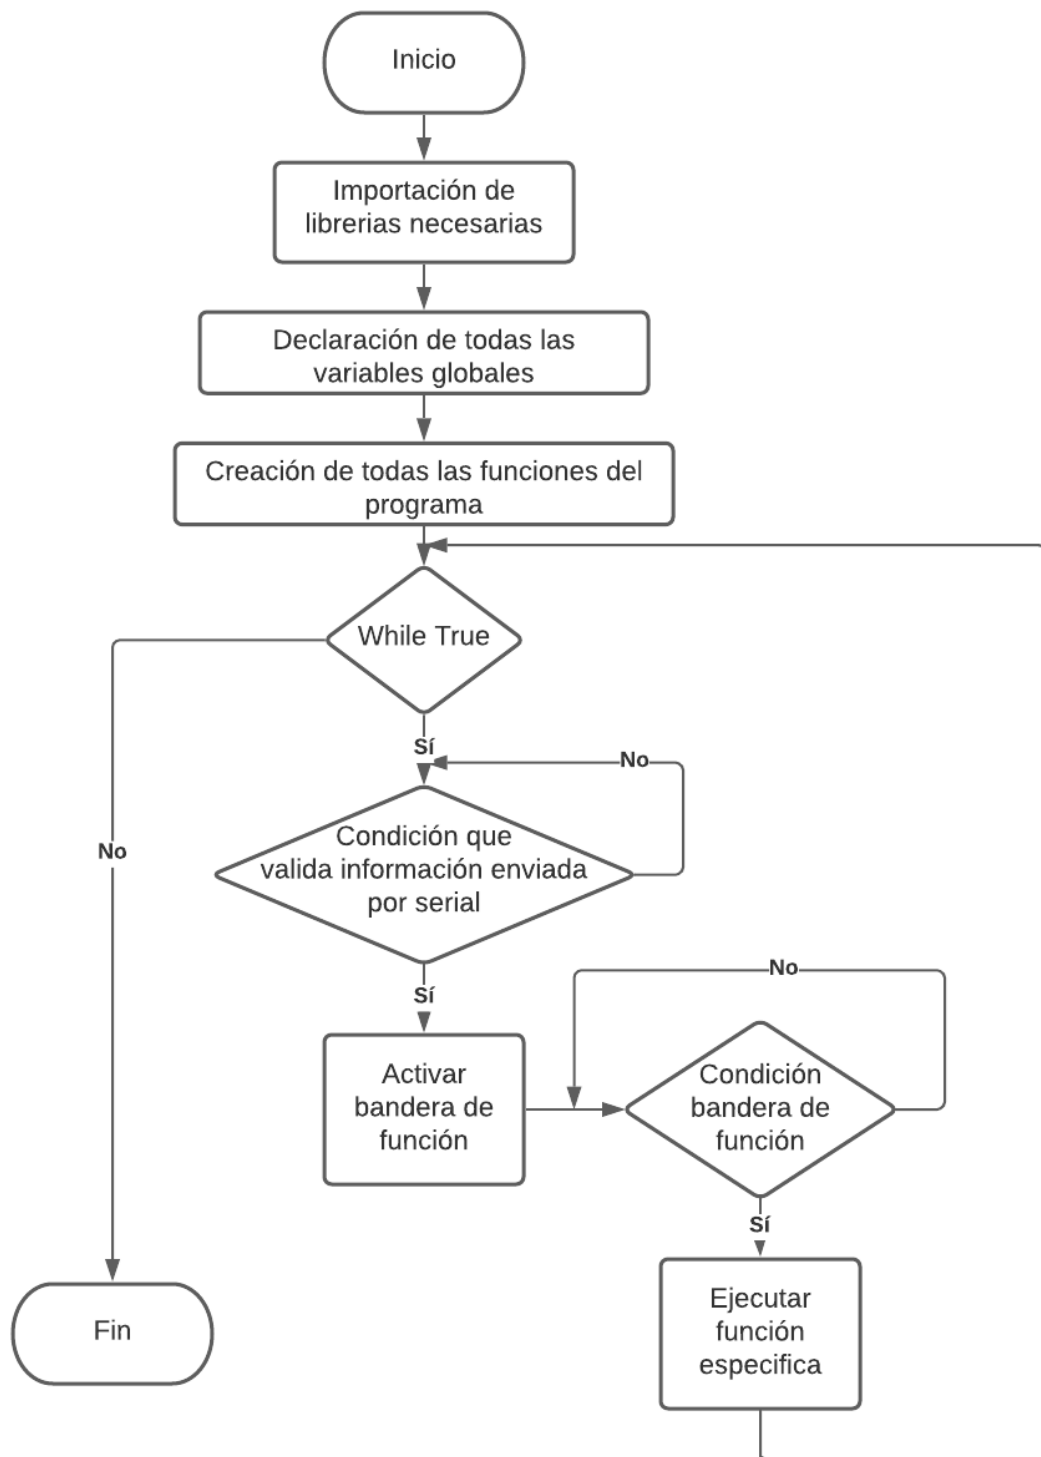 Inicio
Importación de
librerias necesarias
Declaración de todas las
variables globales
Creación de todas las funciones del
programa
While True
Sí
No
No
Condición que
valida información enviada
por serial
Sí
No
Activar
bandera de
función
Condición
bandera de
función
Sí
Ejecutar
función
especifica
Fin